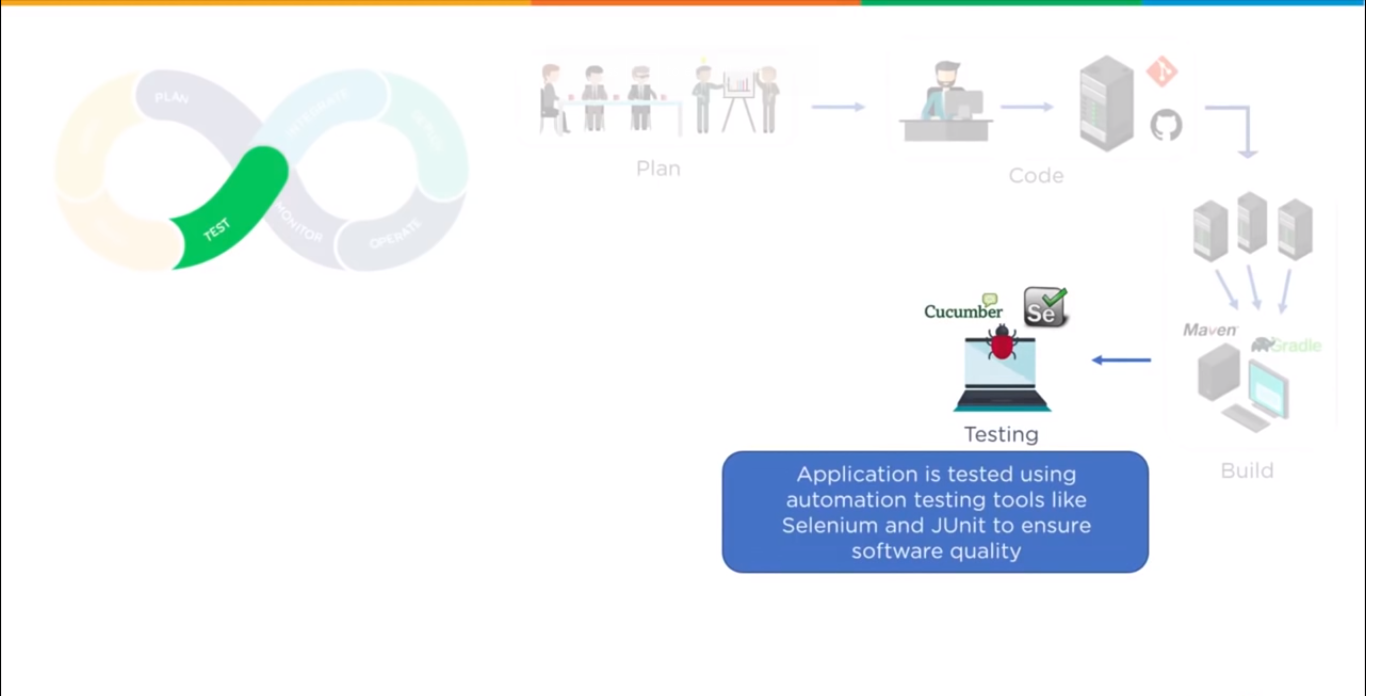 PLAN
INTEGRATE
TEST
MONITOR
OPERATE
Plan
Code
Cucumber
Se
Maven
Gradle
Testing
Build
Application is tested using
automation testing tools like
Selenium and JUnit to ensure
software quality